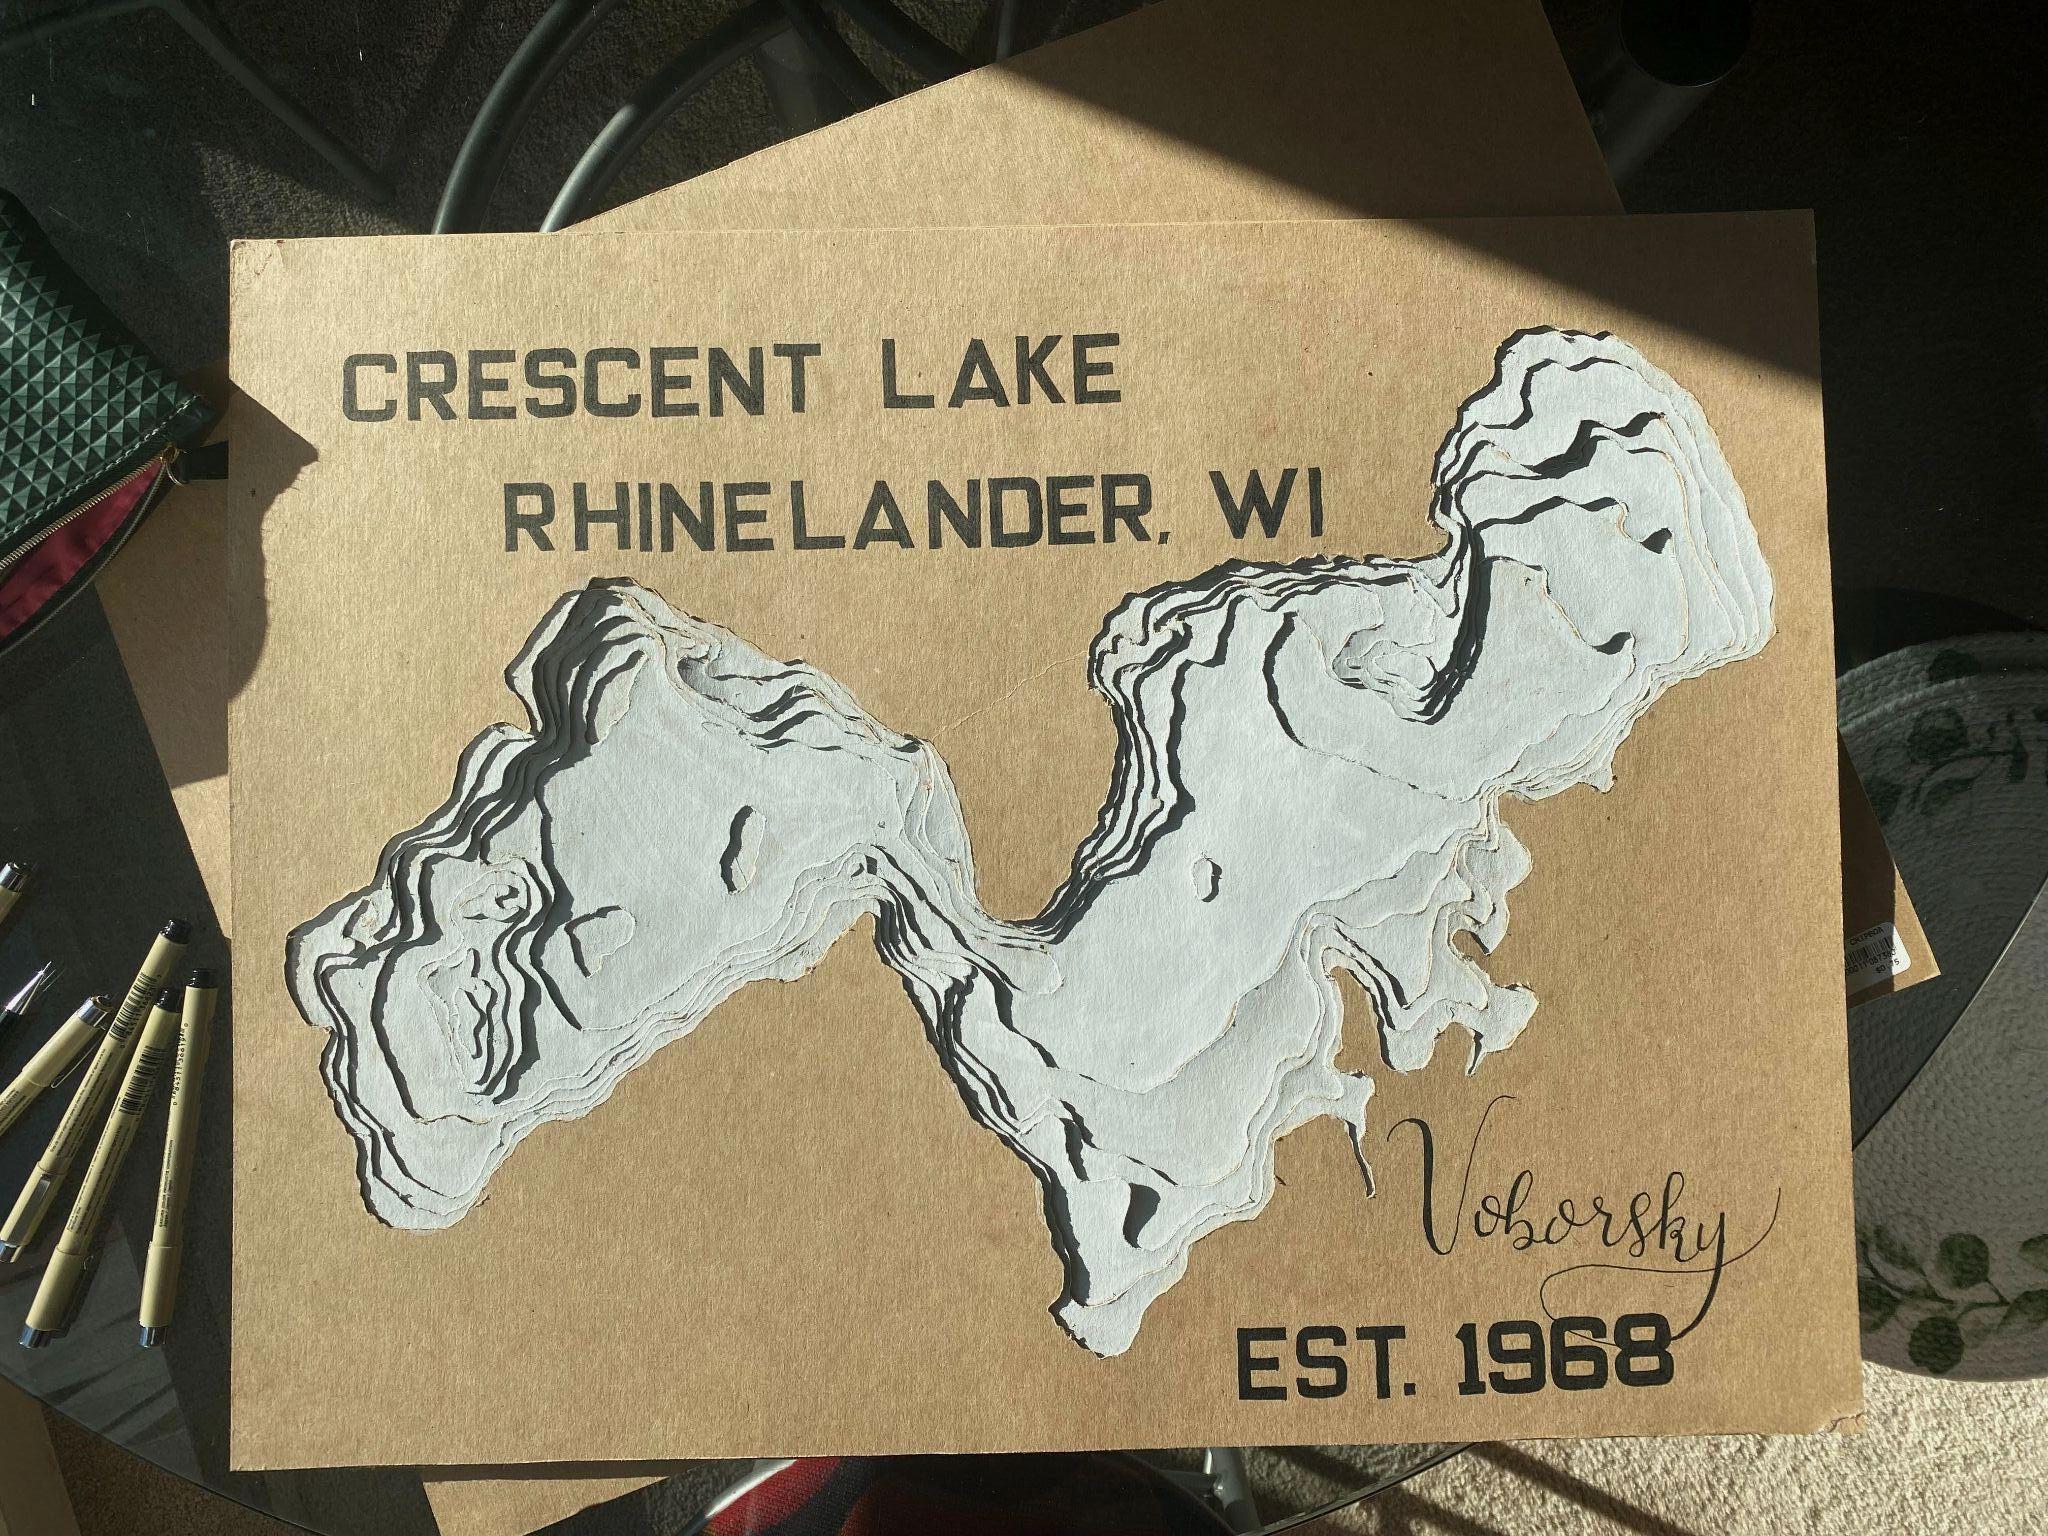 CRESCENT LAKE
RHINELANDER, WI
Voborsky
EST. 1968